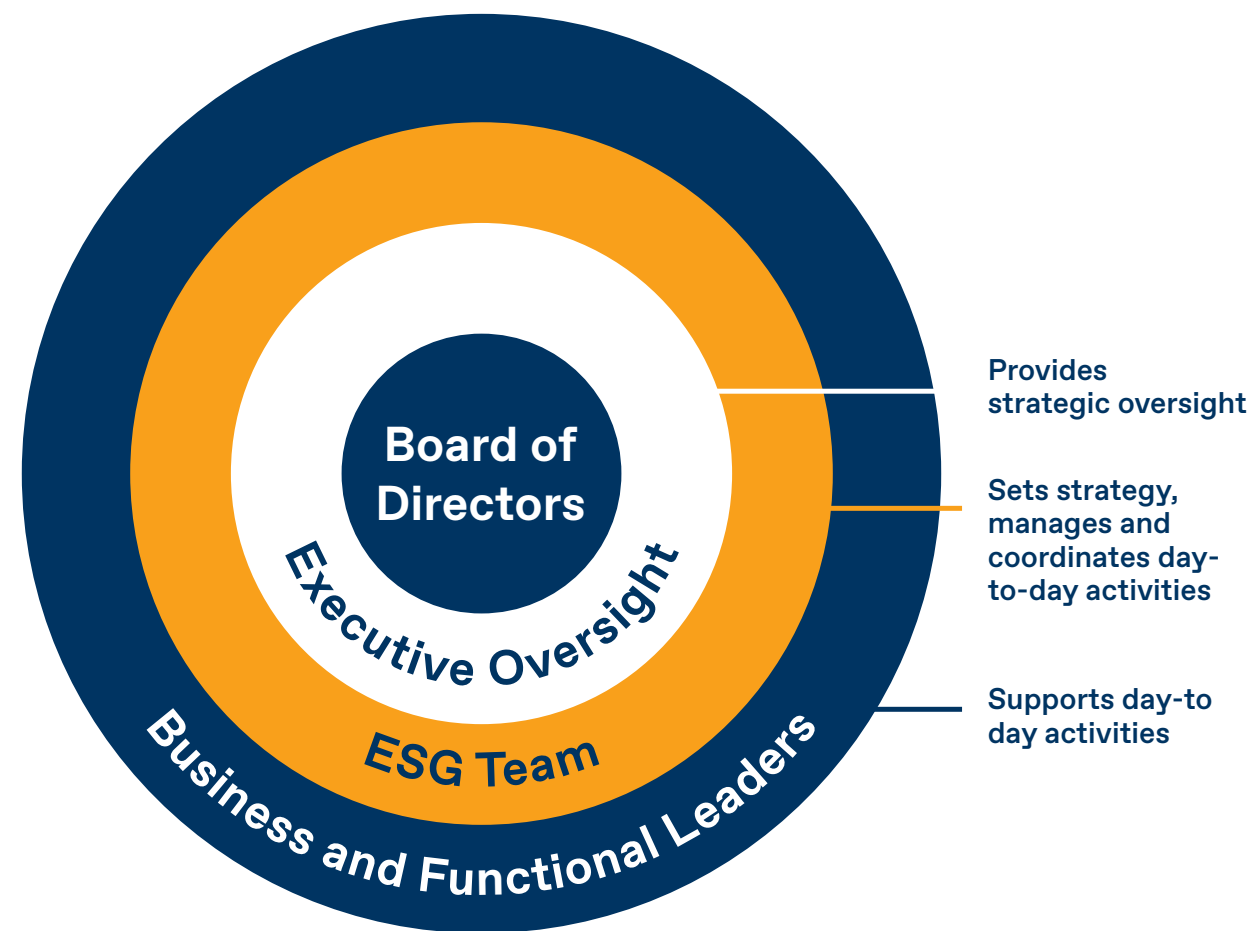 Board of
Directors
Executive Oversight
ESG Team
Business and Functional Leaders
Provides
strategic oversight
Sets strategy,
manages and
coordinates day-
to-day activities
Supports day-to
day activities